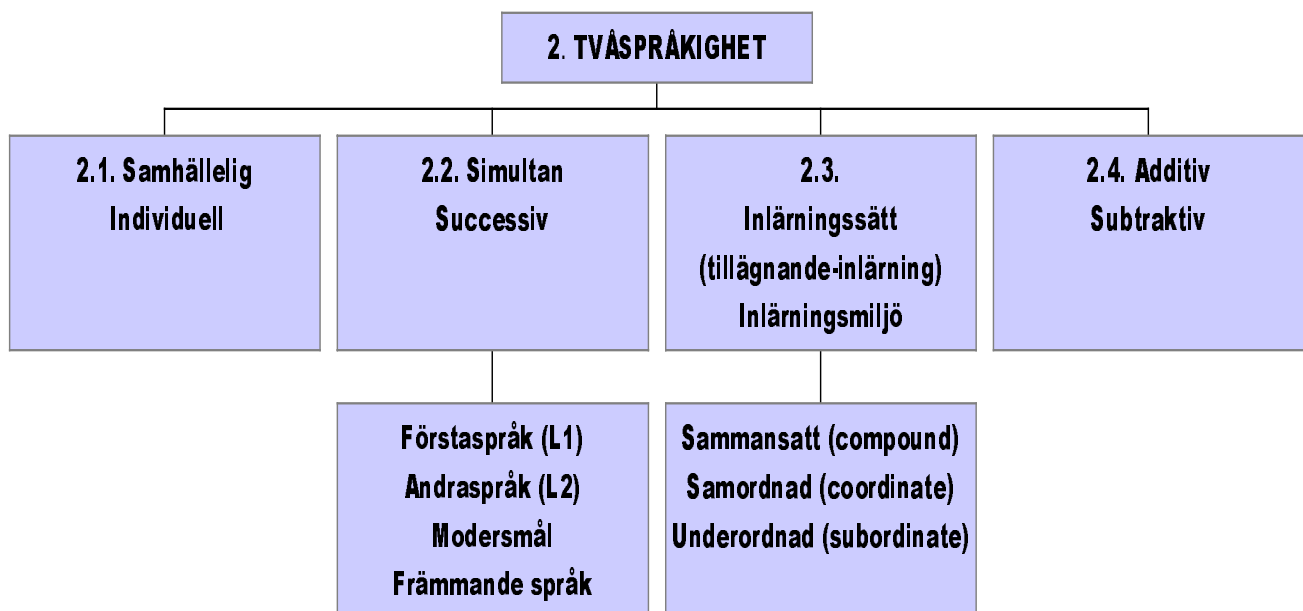 2. TVÅSPRÅKIGHET
2.1. Samhällelig
Individuell
2.2. Simultan
Successiv
2.3.
Inlärningssätt
(tillägnande-inlärning)
Inlärningsmiljö
2.4. Additiv
Subtraktiv
Förstaspråk (L1)
Andraspråk (L2)
Modersmål
Främmande språk
Sammansatt (compound)
Samordnad (coordinate)
Underordnad (subordinate)